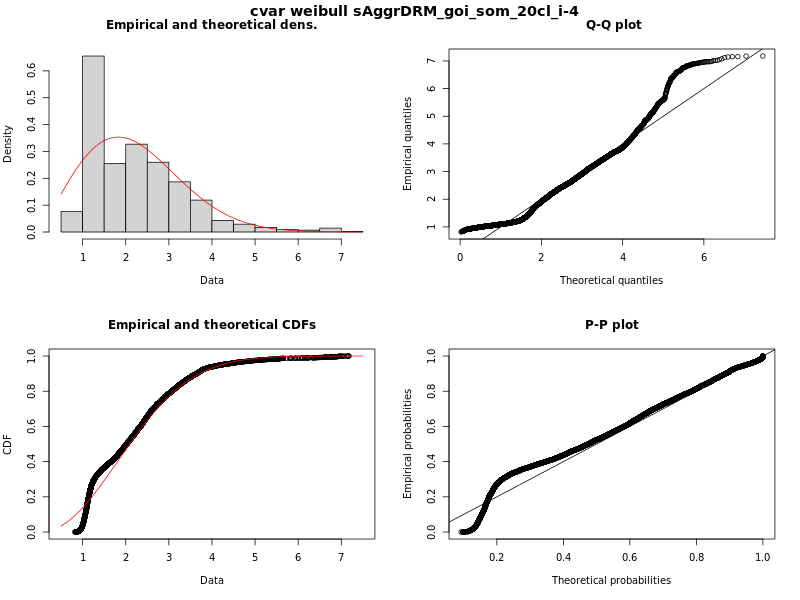 cvar weibull sAggrDRM_goi_som_20cl_i-4
Empirical and theoretical dens.
Density
0.0 0.1 0.2 0.3 0.4 0.5 0.6
1 2 3 4 5 6 7
Data
Q-Q plot
Empirical quantiles
1 2 3 4 5 6 7
0 2 4 6
Theoretical quantiles
Empirical and theoretical CDFs
CDF
0.0 0.2 0.4 0.6 0.8 1.0
1 2 3 4 5 6 7
Data
P-P plot
Empirical probabilities
0.0 0.2 0.4 0.6 0.8 1.0
0.2 0.4 0.6 0.8 1.0
Theoretical probabilities